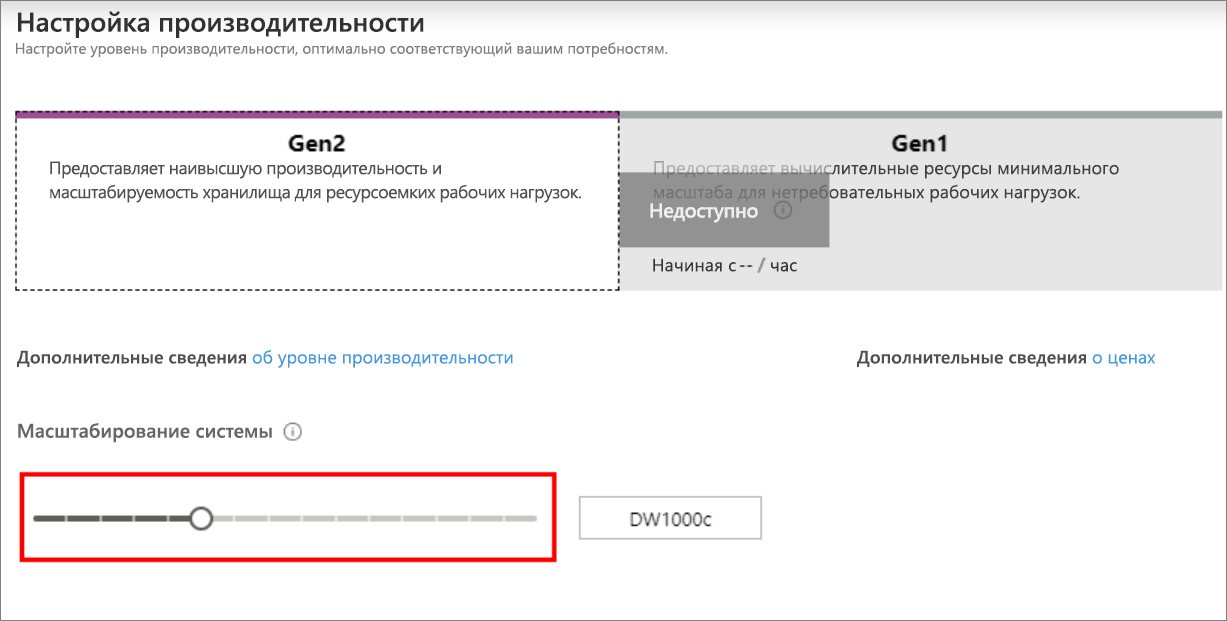 Настройка производительности
Настройте уровень производительности, оптимально соответствующий вашим потребностям.
Gen2
Предоставляет наивысшую производительность и
масштабируемость хранилища для ресурсоемких рабочих нагрузок.
Gen1
Предоставляет вычислительные ресурсы минимального
масштаба для нетребовательных рабочих нагрузок.
Недоступно
Начиная с -- / час
Дополнительные сведения об уровне производительности
Дополнительные сведения о ценах
Масштабирование системы
DW1000c